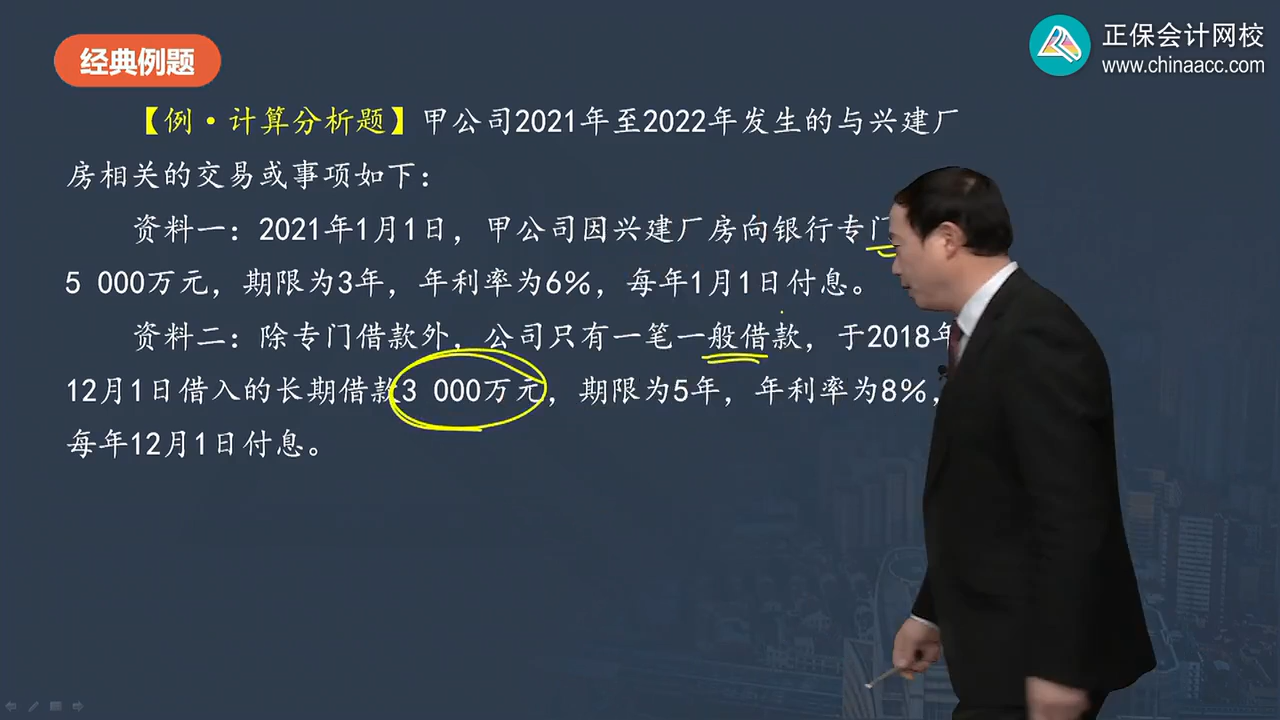 正保会计网校
www.chinaacc.com
经典例题
【例·计算分析题】甲公司2021年至2022年发生的与兴建厂
房相关的交易或事项如下：
资料一：2021年1月1日，甲公司因兴建厂房向银行专门
5 000万元，期限为3年，年利率为6%，每年1月1日付息。
资料二：除专门借款外，公司只有一笔一般借款，于2018年
12月1日借入的长期借款3 000万元，期限为5年，年利率为8%，
每年12月1日付息。